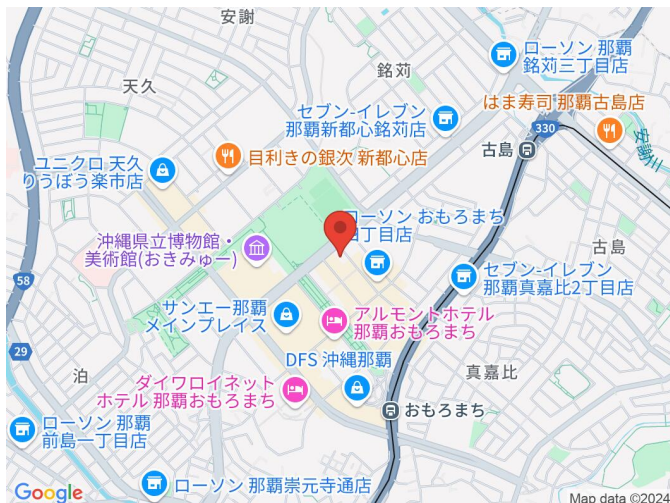 安謝
ローソン 那覇
銘苅三丁目店
天久
銘苅
セブン-イレブン
那覇新都心銘苅店
はま寿司 那覇古島店
330
古島
安謝川
目利きの銀次 新都心店
ユニクロ 天久
りうぼう楽市店
ローソン おもろまち
四丁目店
沖縄県立博物館・
美術館(おきみゅー)
古島
58
セブン-イレブン
那覇真嘉比2丁目店
サンエー那覇
メインプレイス
アルモントホテル
那覇おもろまち
29
DFS 沖縄那覇
真嘉比
泊
ダイワロイネット
ホテル 那覇おもろまち
おもろまち
ローソン 那覇
前島一丁目店
ローソン 那覇崇元寺通店
Google
Map data ©2024